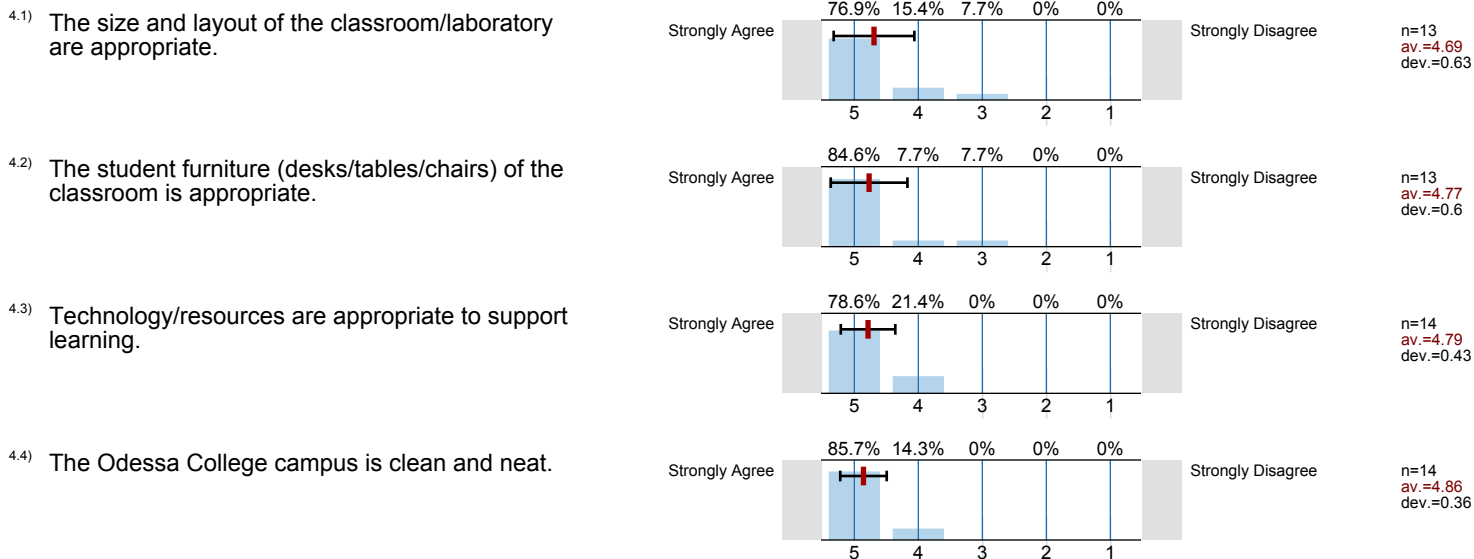 4.1) The size and layout of the classroom/laboratory
are appropriate.
76.9% 15.4% 7.7% 0% 0%
Strongly Agree
Strongly Disagree
5 4 3 2 1
n=13
av.=4.69
dev.=0.63
4.2) The student furniture (desks/tables/chairs) of the
classroom is appropriate.
84.6% 7.7% 7.7% 0% 0%
Strongly Agree
Strongly Disagree
5 4 3 2 1
n=13
av.=4.77
dev.=0.6
4.3) Technology/resources are appropriate to support
learning.
78.6% 21.4% 0% 0% 0%
Strongly Agree
Strongly Disagree
5 4 3 2 1
n=14
av.=4.79
dev.=0.43
4.4) The Odessa College campus is clean and neat.
85.7% 14.3% 0% 0% 0%
Strongly Agree
Strongly Disagree
5 4 3 2 1
n=14
av.=4.86
dev.=0.36